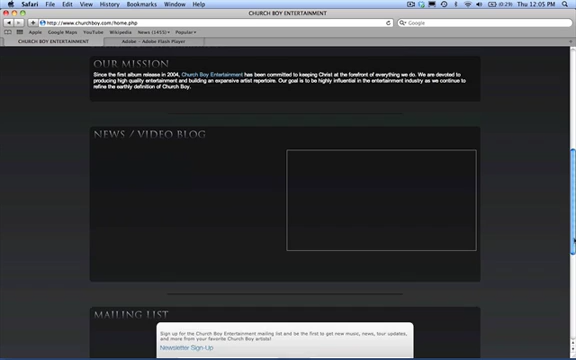 Safari File Edit View History Bookmarks Window Help
(0:29) Thu 12:05 PM
CHURCH BOY ENTERTAINMENT
http://www.churchboy.com/home.php
Google
Apple Google Maps YouTube Wikipedia News (1455) Popular
CHURCH BOY ENTERTAINMENT
Adobe - Adobe Flash Player
OUR MISSION
Since the first album release in 2004, Church Boy Entertainment has been committed to keeping Christ at the forefront of everything we do. We are devoted to
producing high quality entertainment and building an expansive artist repertoire. Our goal is to be highly influential in the entertainment industry as we continue to
refine the earthly definition of Church Boy.
NEWS / VIDEO BLOG
MAILING LIST
Sign up for the Church Boy Entertainment mailing list and be the first to get new music, news, tour updates,
and more from your favorite Church Boy artists!
Newsletter Sign-Up